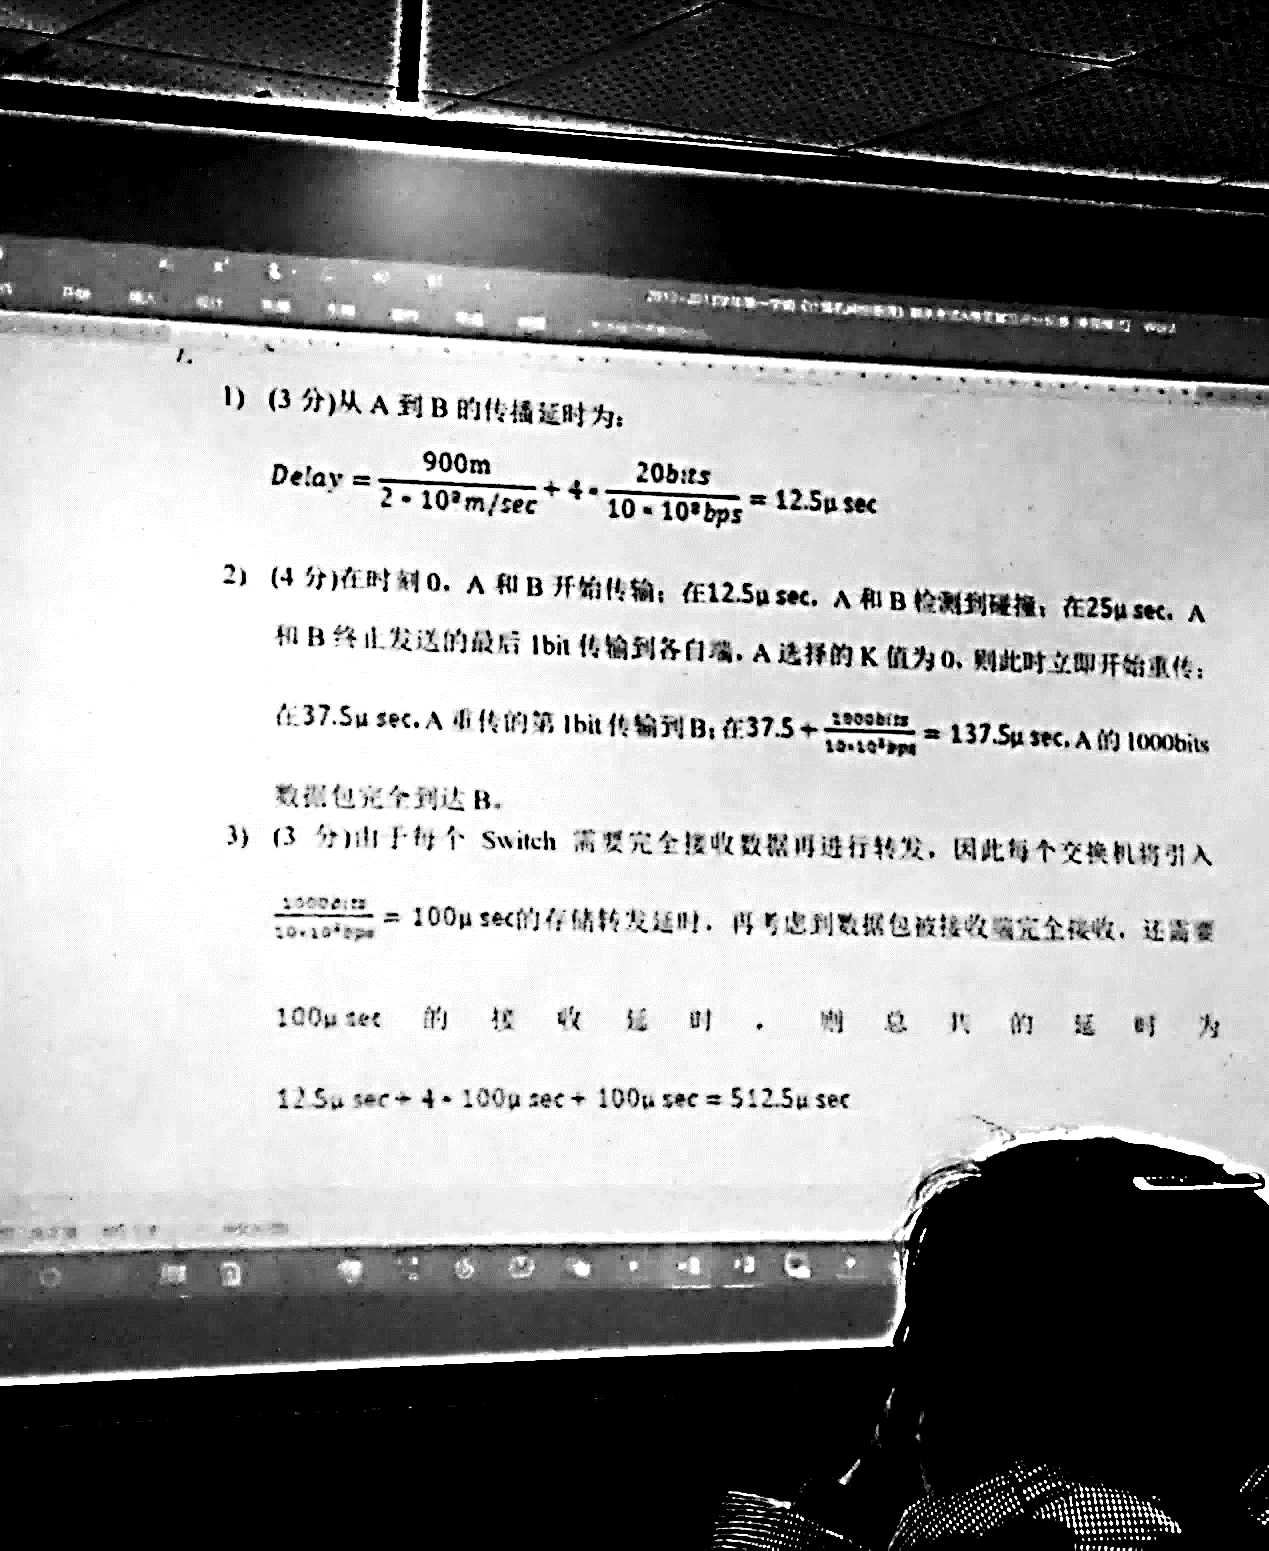 1.
1) (3 分)从 A 到 B 的传播延时为:
Delay = 900m / 2 * 10⁸m/sec + 4 * 20bits / 10 * 10⁸bps = 12.5μ sec
2) (4 分)在时刻 0, A 和 B 开始传输; 在12.5μ sec, A 和 B 检测到碰撞; 在25μ sec, A
和 B 终止发送的最后 1bit 传输到各自端, A 选择的 K 值为 0, 则此时立即开始重传;
在37.5μ sec, A 重传的第 1bit 传输到 B; 在37.5 + 1000bits / = 137.5μ sec, A 的 1000bits
数据包完全到达 B。
3) (3 分)由于每个 Switch 需要完全接收数据再进行转发, 因此每个交换机将引入
1000bits / = 100μ sec的存储转发延时, 再考虑到数据包被接收端完全接收, 还需要
100μ sec 的 接 收 延 时 , 则 总 共 的 延 时 为
12.5μ sec + 4 * 100μ sec + 100μ sec = 512.5μ sec